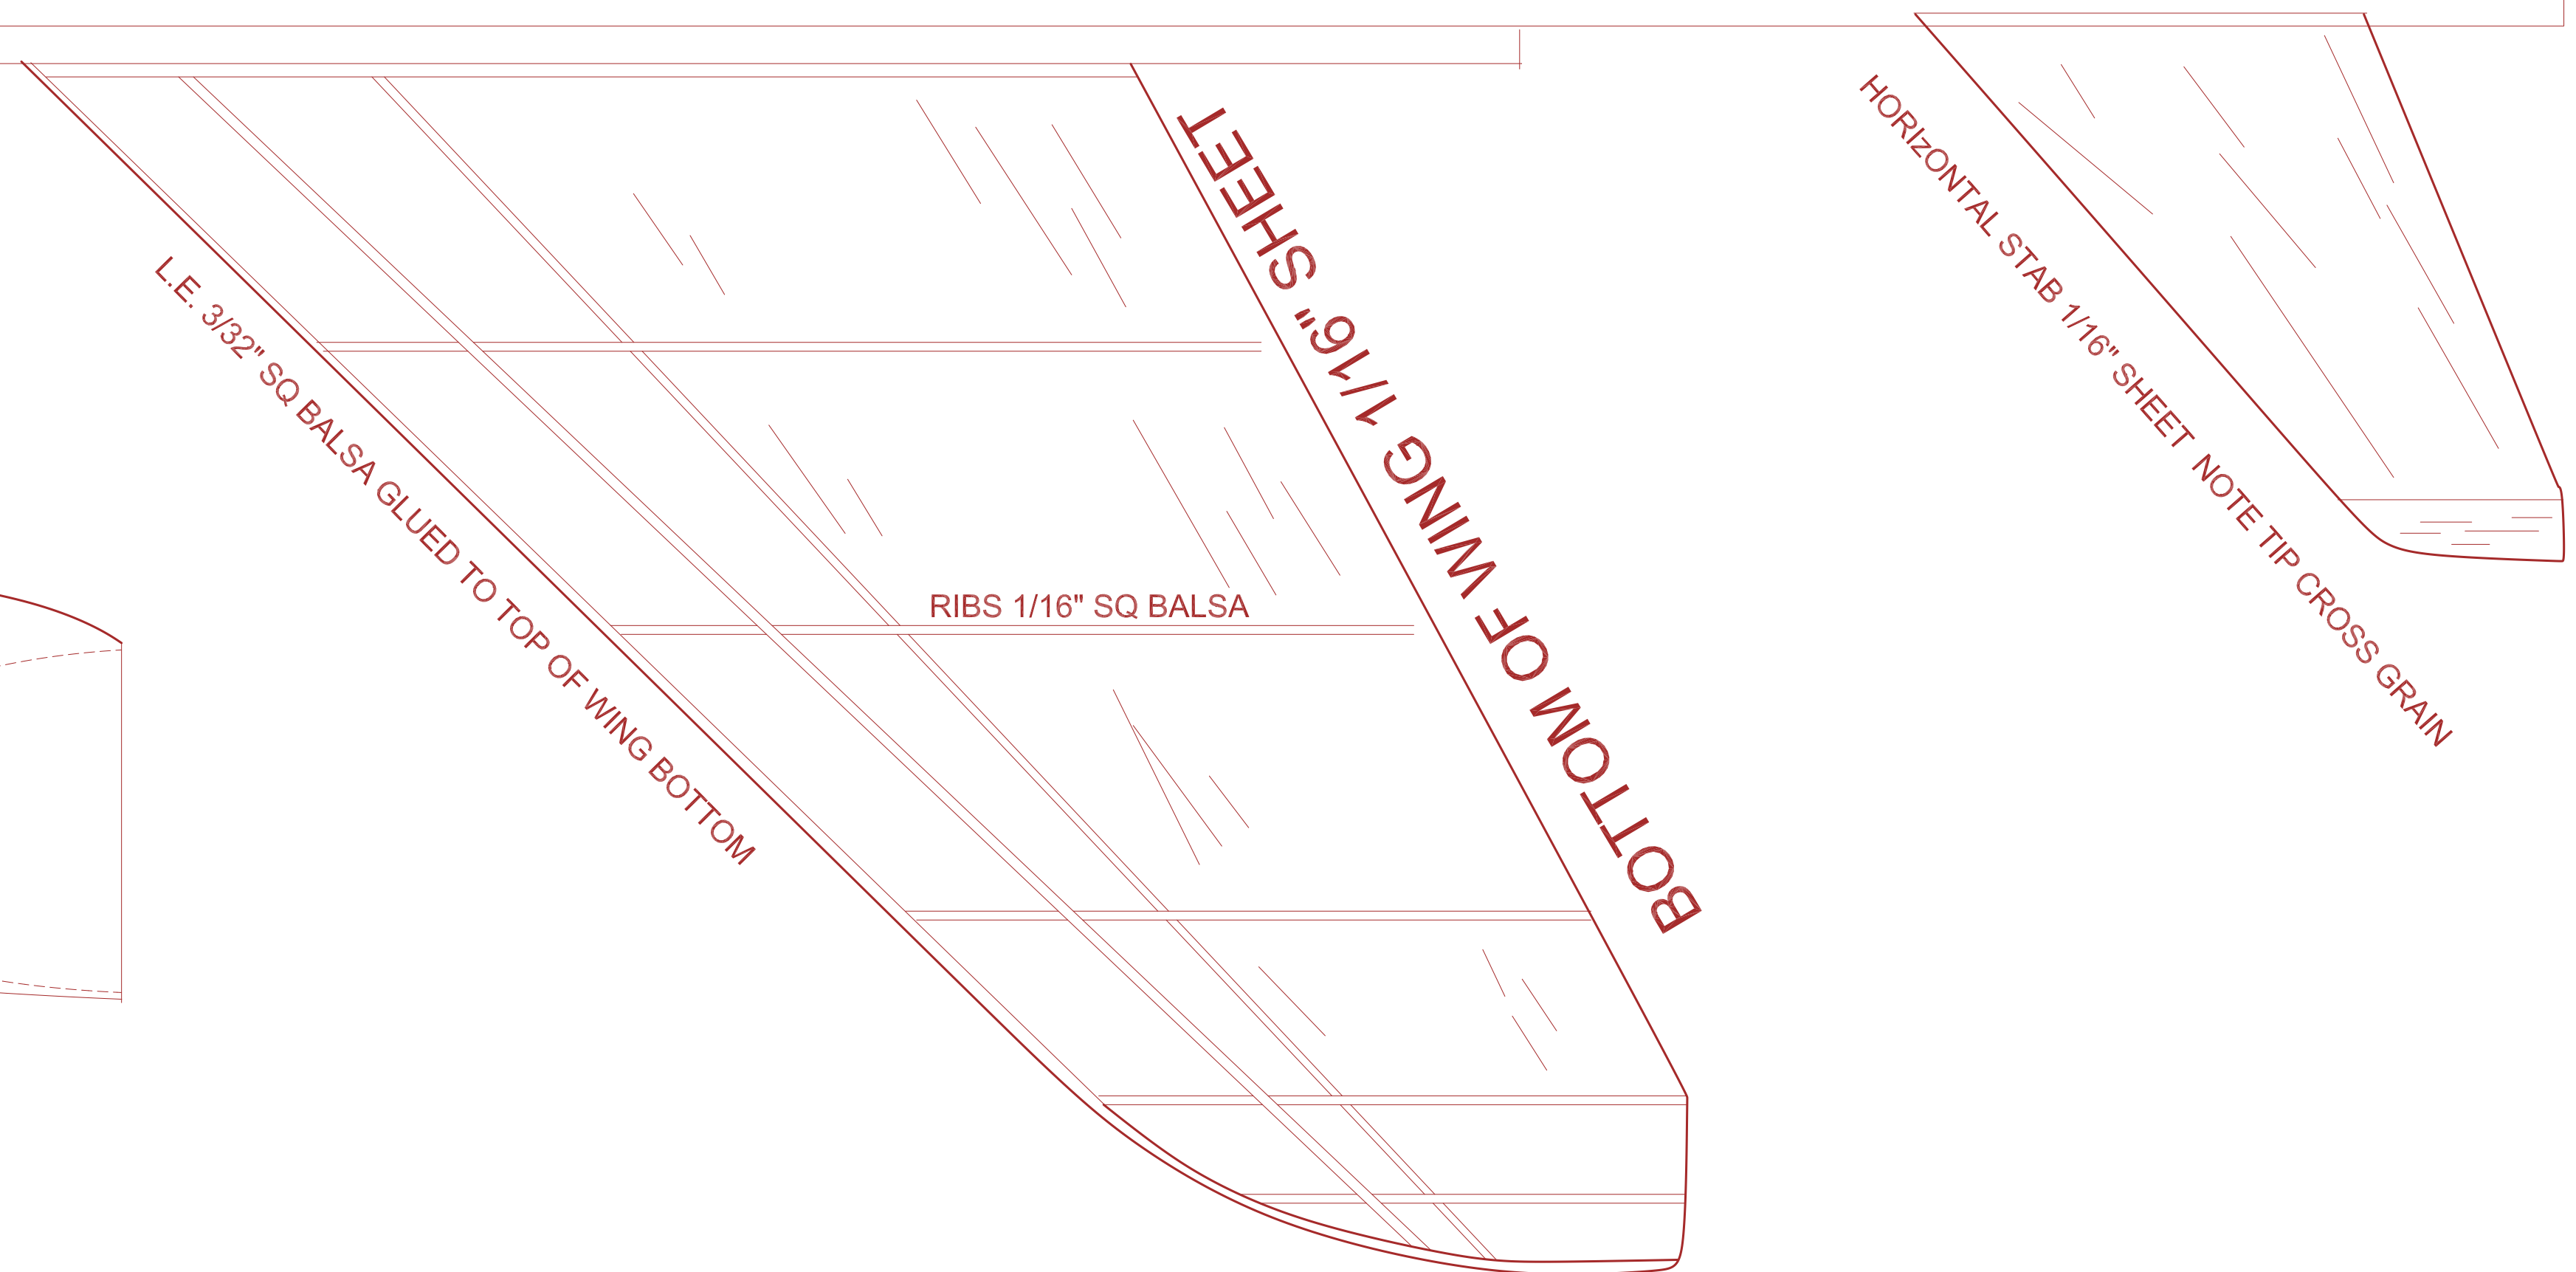 L.E. 3/32" SQ BALSA GLUED TO TOP OF WING BOTTOM
RIBS 1/16" SQ BALSA
BOTTOM OF WING 1/16" SHEET
HORIzONTAL STAB 1/16" SHEET NOTE TIP CROSS GRAIN